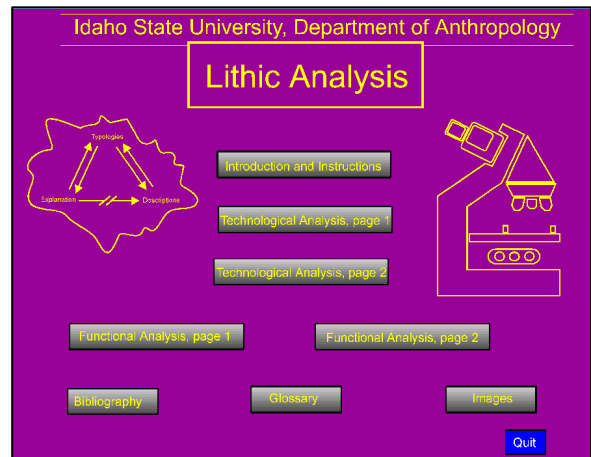 Idaho State University, Department of Anthropology
Lithic Analysis
Typologies
Explanation
Descriptions
Introduction and Instructions
Technological Analysis, page 1
Technological Analysis, page 2
Functional Analysis, page 1
Functional Analysis, page 2
Bibliography
Glossary
Images
Quit